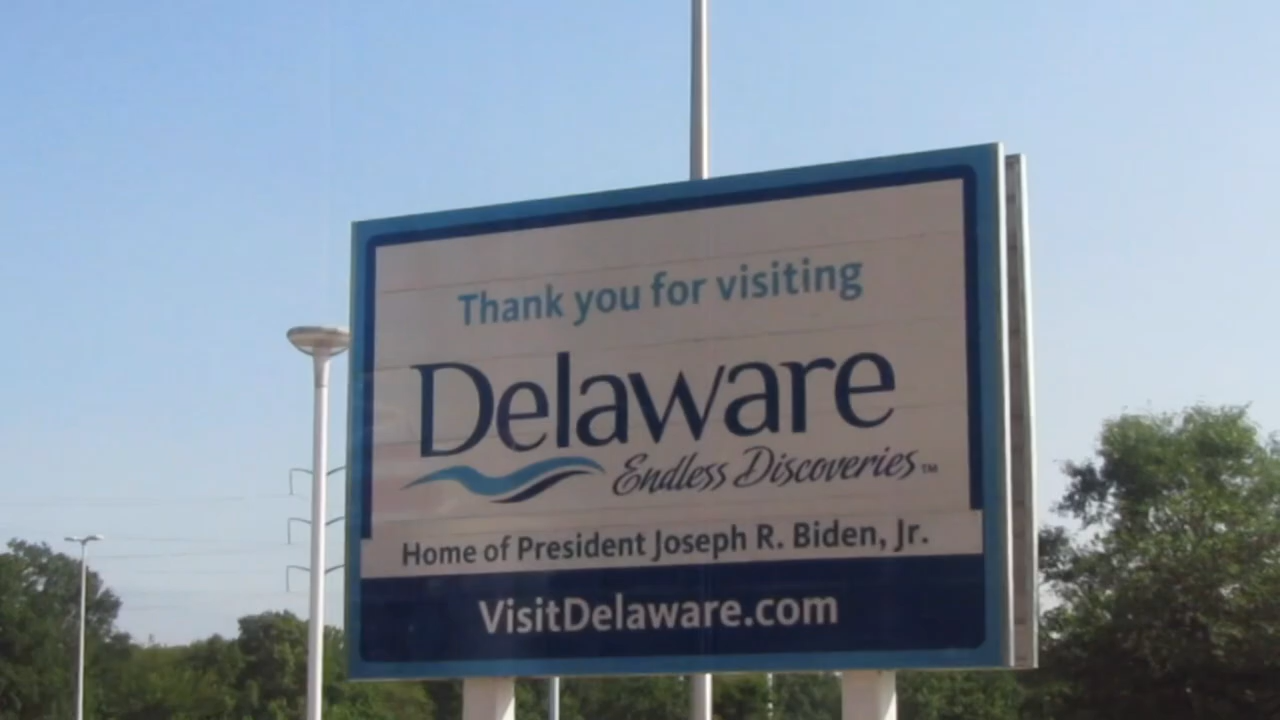 Thank you for visiting
Delaware
Endless Discoveries™
Home of President Joseph R. Biden, Jr.
VisitDelaware.com